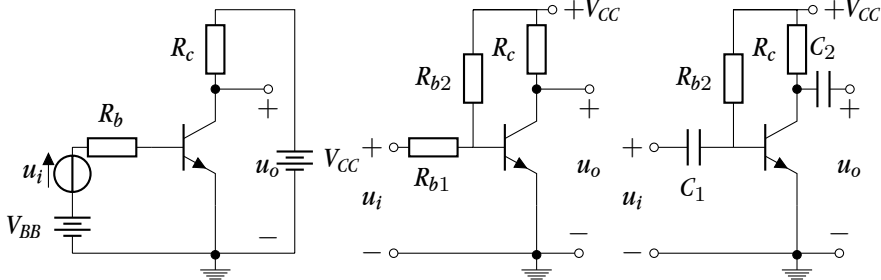 R_c
R_b
u_i
V_BB
u_o
V_CC
+
−
+V_CC
R_b2
R_c
+
+
R_b1
u_i
u_o
−
−
+V_CC
R_b2
R_c
C_2
+
+
C_1
u_i
u_o
−
−